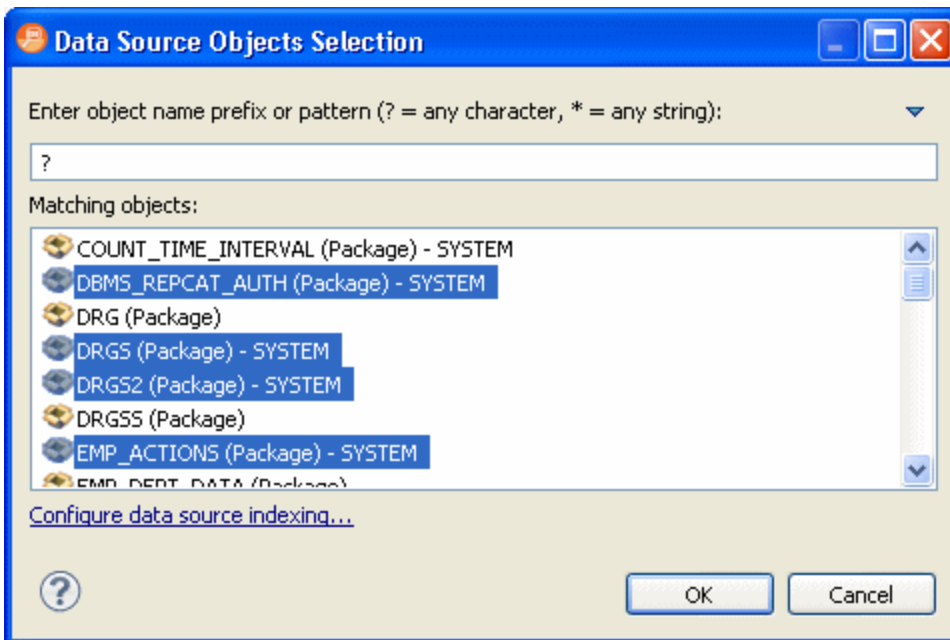 Data Source Objects Selection
Enter object name prefix or pattern (? = any character, * = any string):
?
Matching objects:
COUNT_TIME_INTERVAL (Package) - SYSTEM
DBMS_REPCAT_AUTH (Package) - SYSTEM
DRG (Package)
DRGS (Package) - SYSTEM
DRGS2 (Package) - SYSTEM
DRGSS (Package)
EMP_ACTIONS (Package) - SYSTEM
EMP_DEPT_DATA (Package)
Configure data source indexing...
?
OK
Cancel